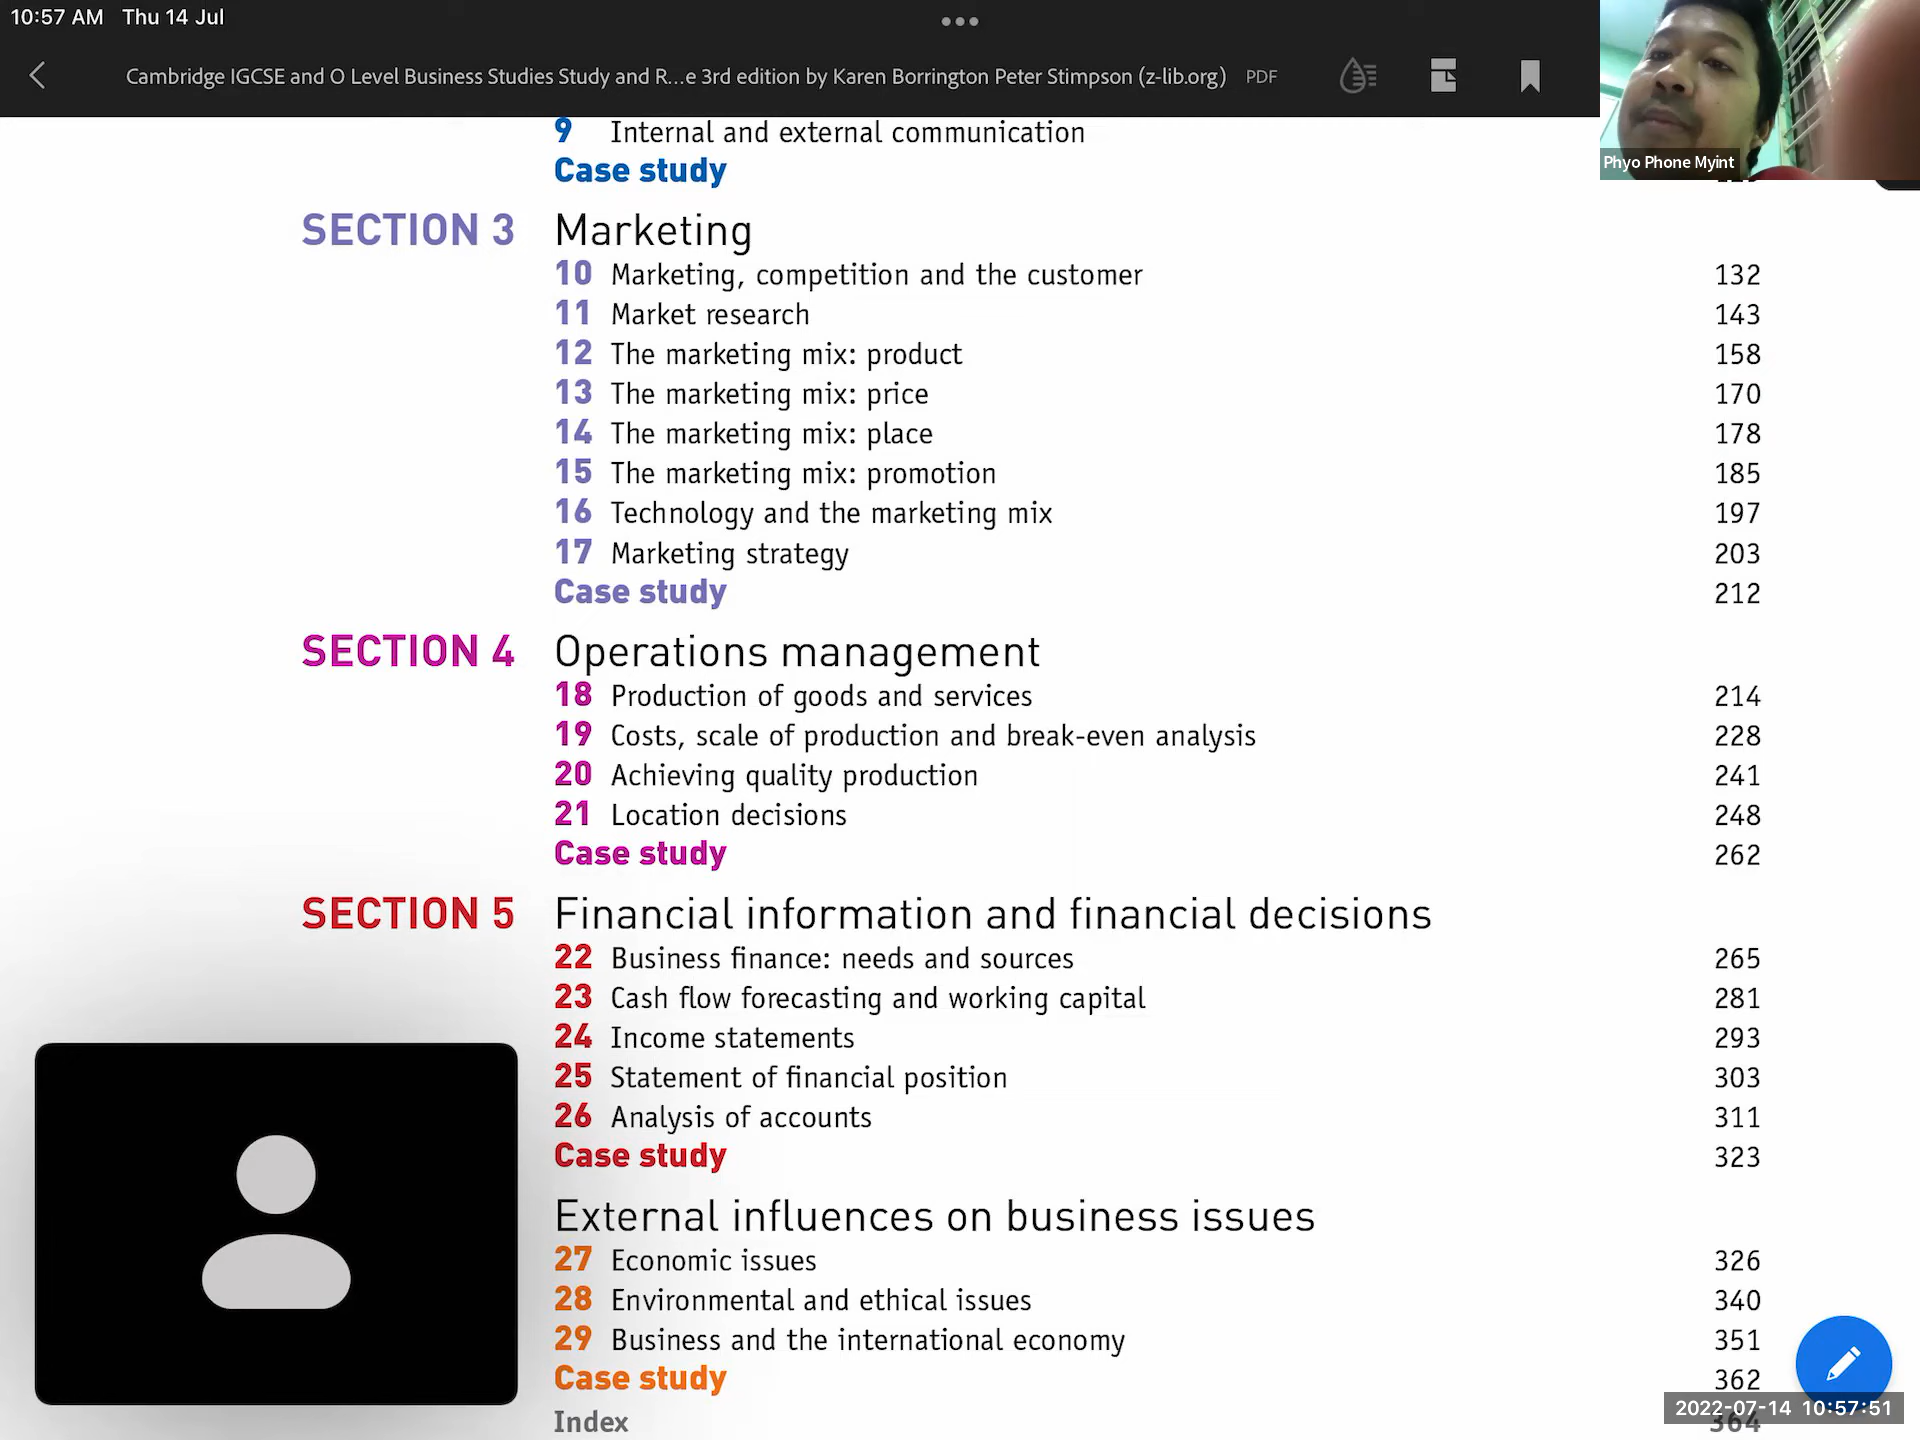 10:57 AM Thu 14 Jul
Cambridge IGCSE and O Level Business Studies Study and R...e 3rd edition by Karen Borrington Peter Stimpson (z-lib.org) PDF
Phyo Phone Myint
9 Internal and external communication
Case study
SECTION 3 Marketing
10 Marketing, competition and the customer 132
11 Market research 143
12 The marketing mix: product 158
13 The marketing mix: price 170
14 The marketing mix: place 178
15 The marketing mix: promotion 185
16 Technology and the marketing mix 197
17 Marketing strategy 203
Case study 212
SECTION 4 Operations management
18 Production of goods and services 214
19 Costs, scale of production and break-even analysis 228
20 Achieving quality production 241
21 Location decisions 248
Case study 262
SECTION 5 Financial information and financial decisions
22 Business finance: needs and sources 265
23 Cash flow forecasting and working capital 281
24 Income statements 293
25 Statement of financial position 303
26 Analysis of accounts 311
Case study 323
External influences on business issues
27 Economic issues 326
28 Environmental and ethical issues 340
29 Business and the international economy 351
Case study 362
2022-07-14 10:57:51
Index 364